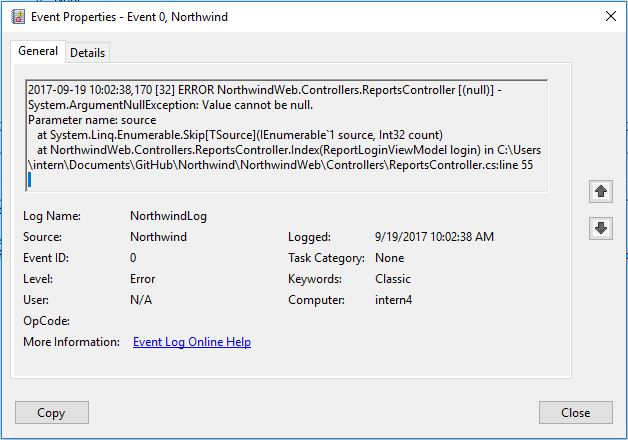 Event Properties - Event 0, Northwind
General
Details
2017-09-19 10:02:38,170 [32] ERROR NorthwindWeb.Controllers.ReportsController [(null)] -
System.ArgumentNullException: Value cannot be null.
Parameter name: source
at System.Linq.Enumerable.Skip[TSource](IEnumerable`1 source, Int32 count)
at NorthwindWeb.Controllers.ReportsController.Index(ReportLoginViewModel login) in C:\Users
\intern\Documents\GitHub\Northwind\NorthwindWeb\Controllers\ReportsController.cs:line 55
Log Name: NorthwindLog
Source: Northwind Logged: 9/19/2017 10:02:38 AM
Event ID: 0 Task Category: None
Level: Error Keywords: Classic
User: N/A Computer: intern4
OpCode:
More Information: Event Log Online Help
Copy
Close